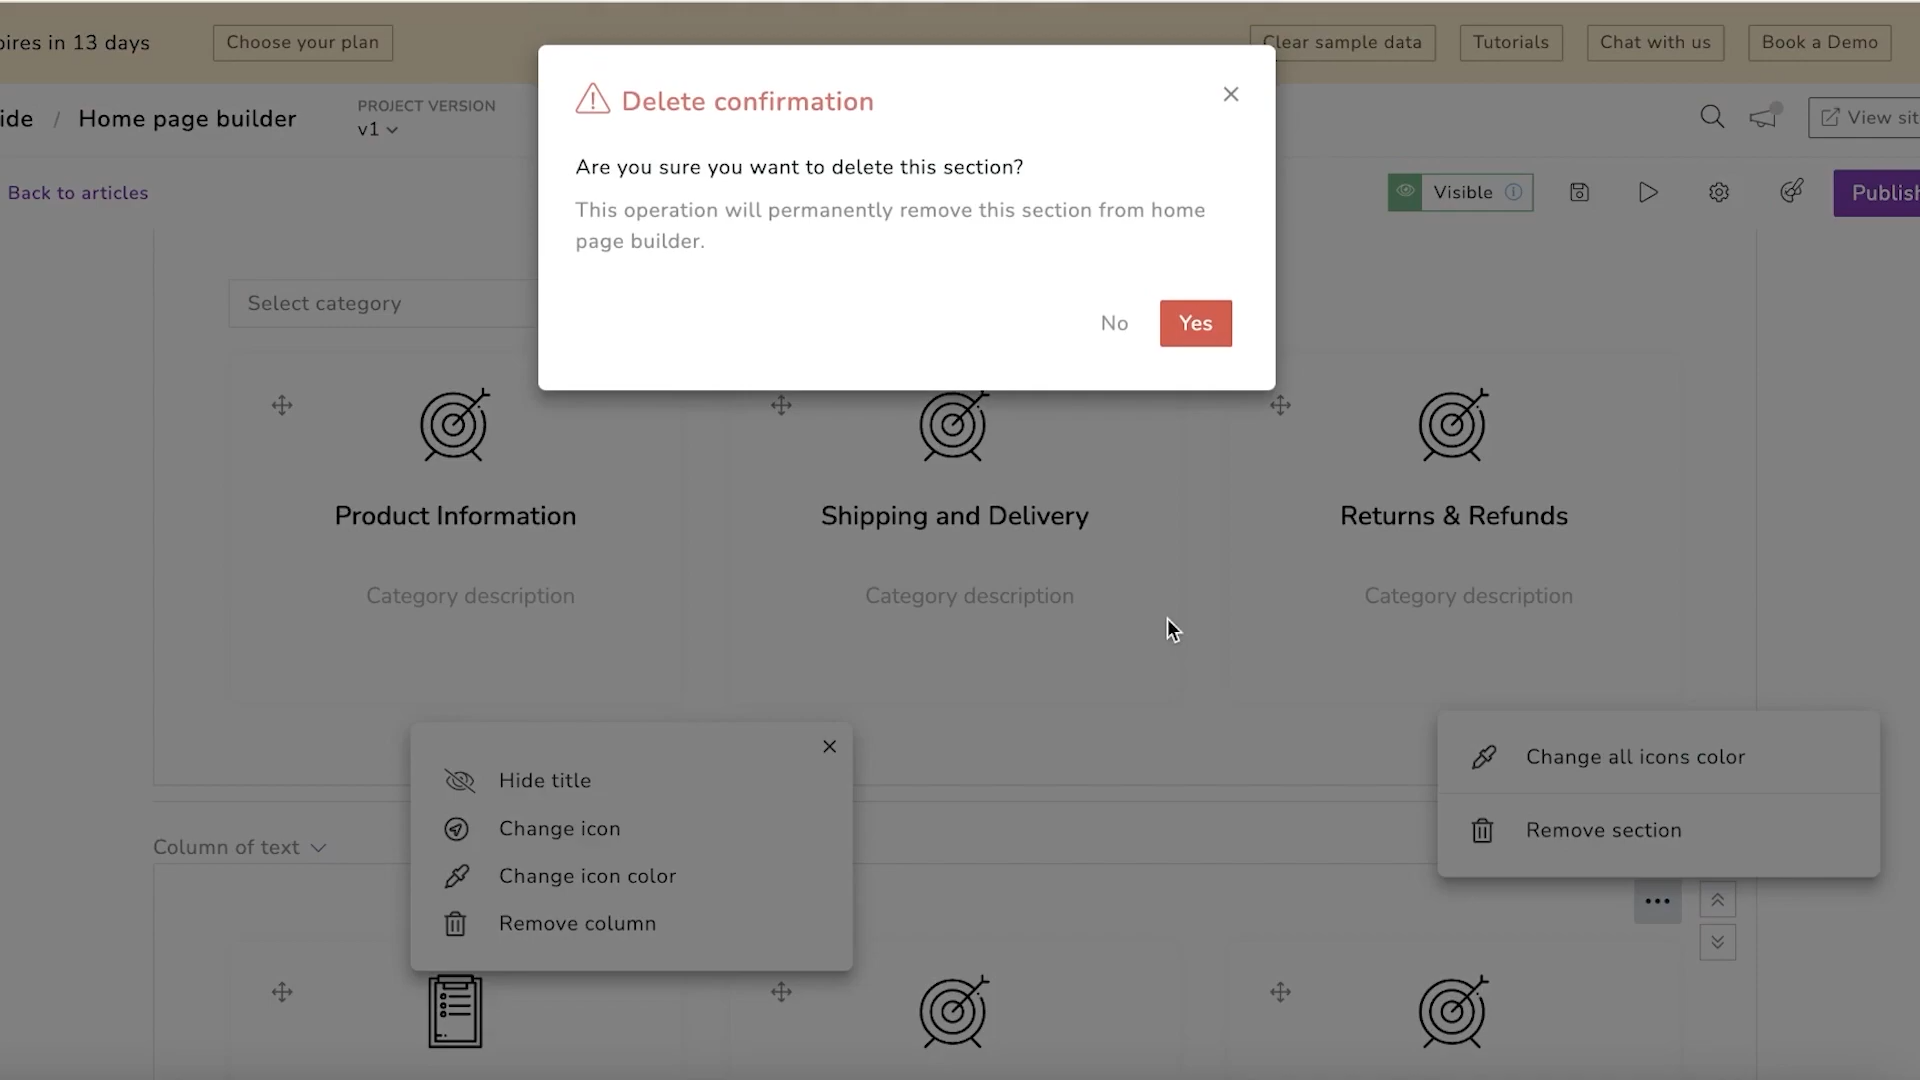 ires in 13 days
Choose your plan
Clear sample data
Tutorials
Chat with us
Book a Demo
ide / Home page builder
PROJECT VERSION
v1
View sit
Back to articles
Visible
Publish
Delete confirmation
Are you sure you want to delete this section?
This operation will permanently remove this section from home
page builder.
No
Yes
Select category
Product Information
Shipping and Delivery
Returns & Refunds
Category description
Category description
Category description
Hide title
Change icon
Change icon color
Remove column
Change all icons color
Remove section
Column of text